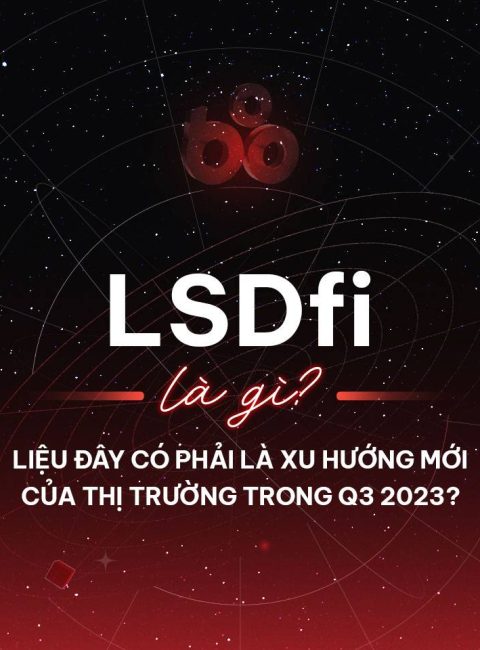 LSDfi
là gì?
LIỆU ĐÂY CÓ PHẢI LÀ XU HƯỚNG MỚI
CỦA THỊ TRƯỜNG TRONG Q3 2023?